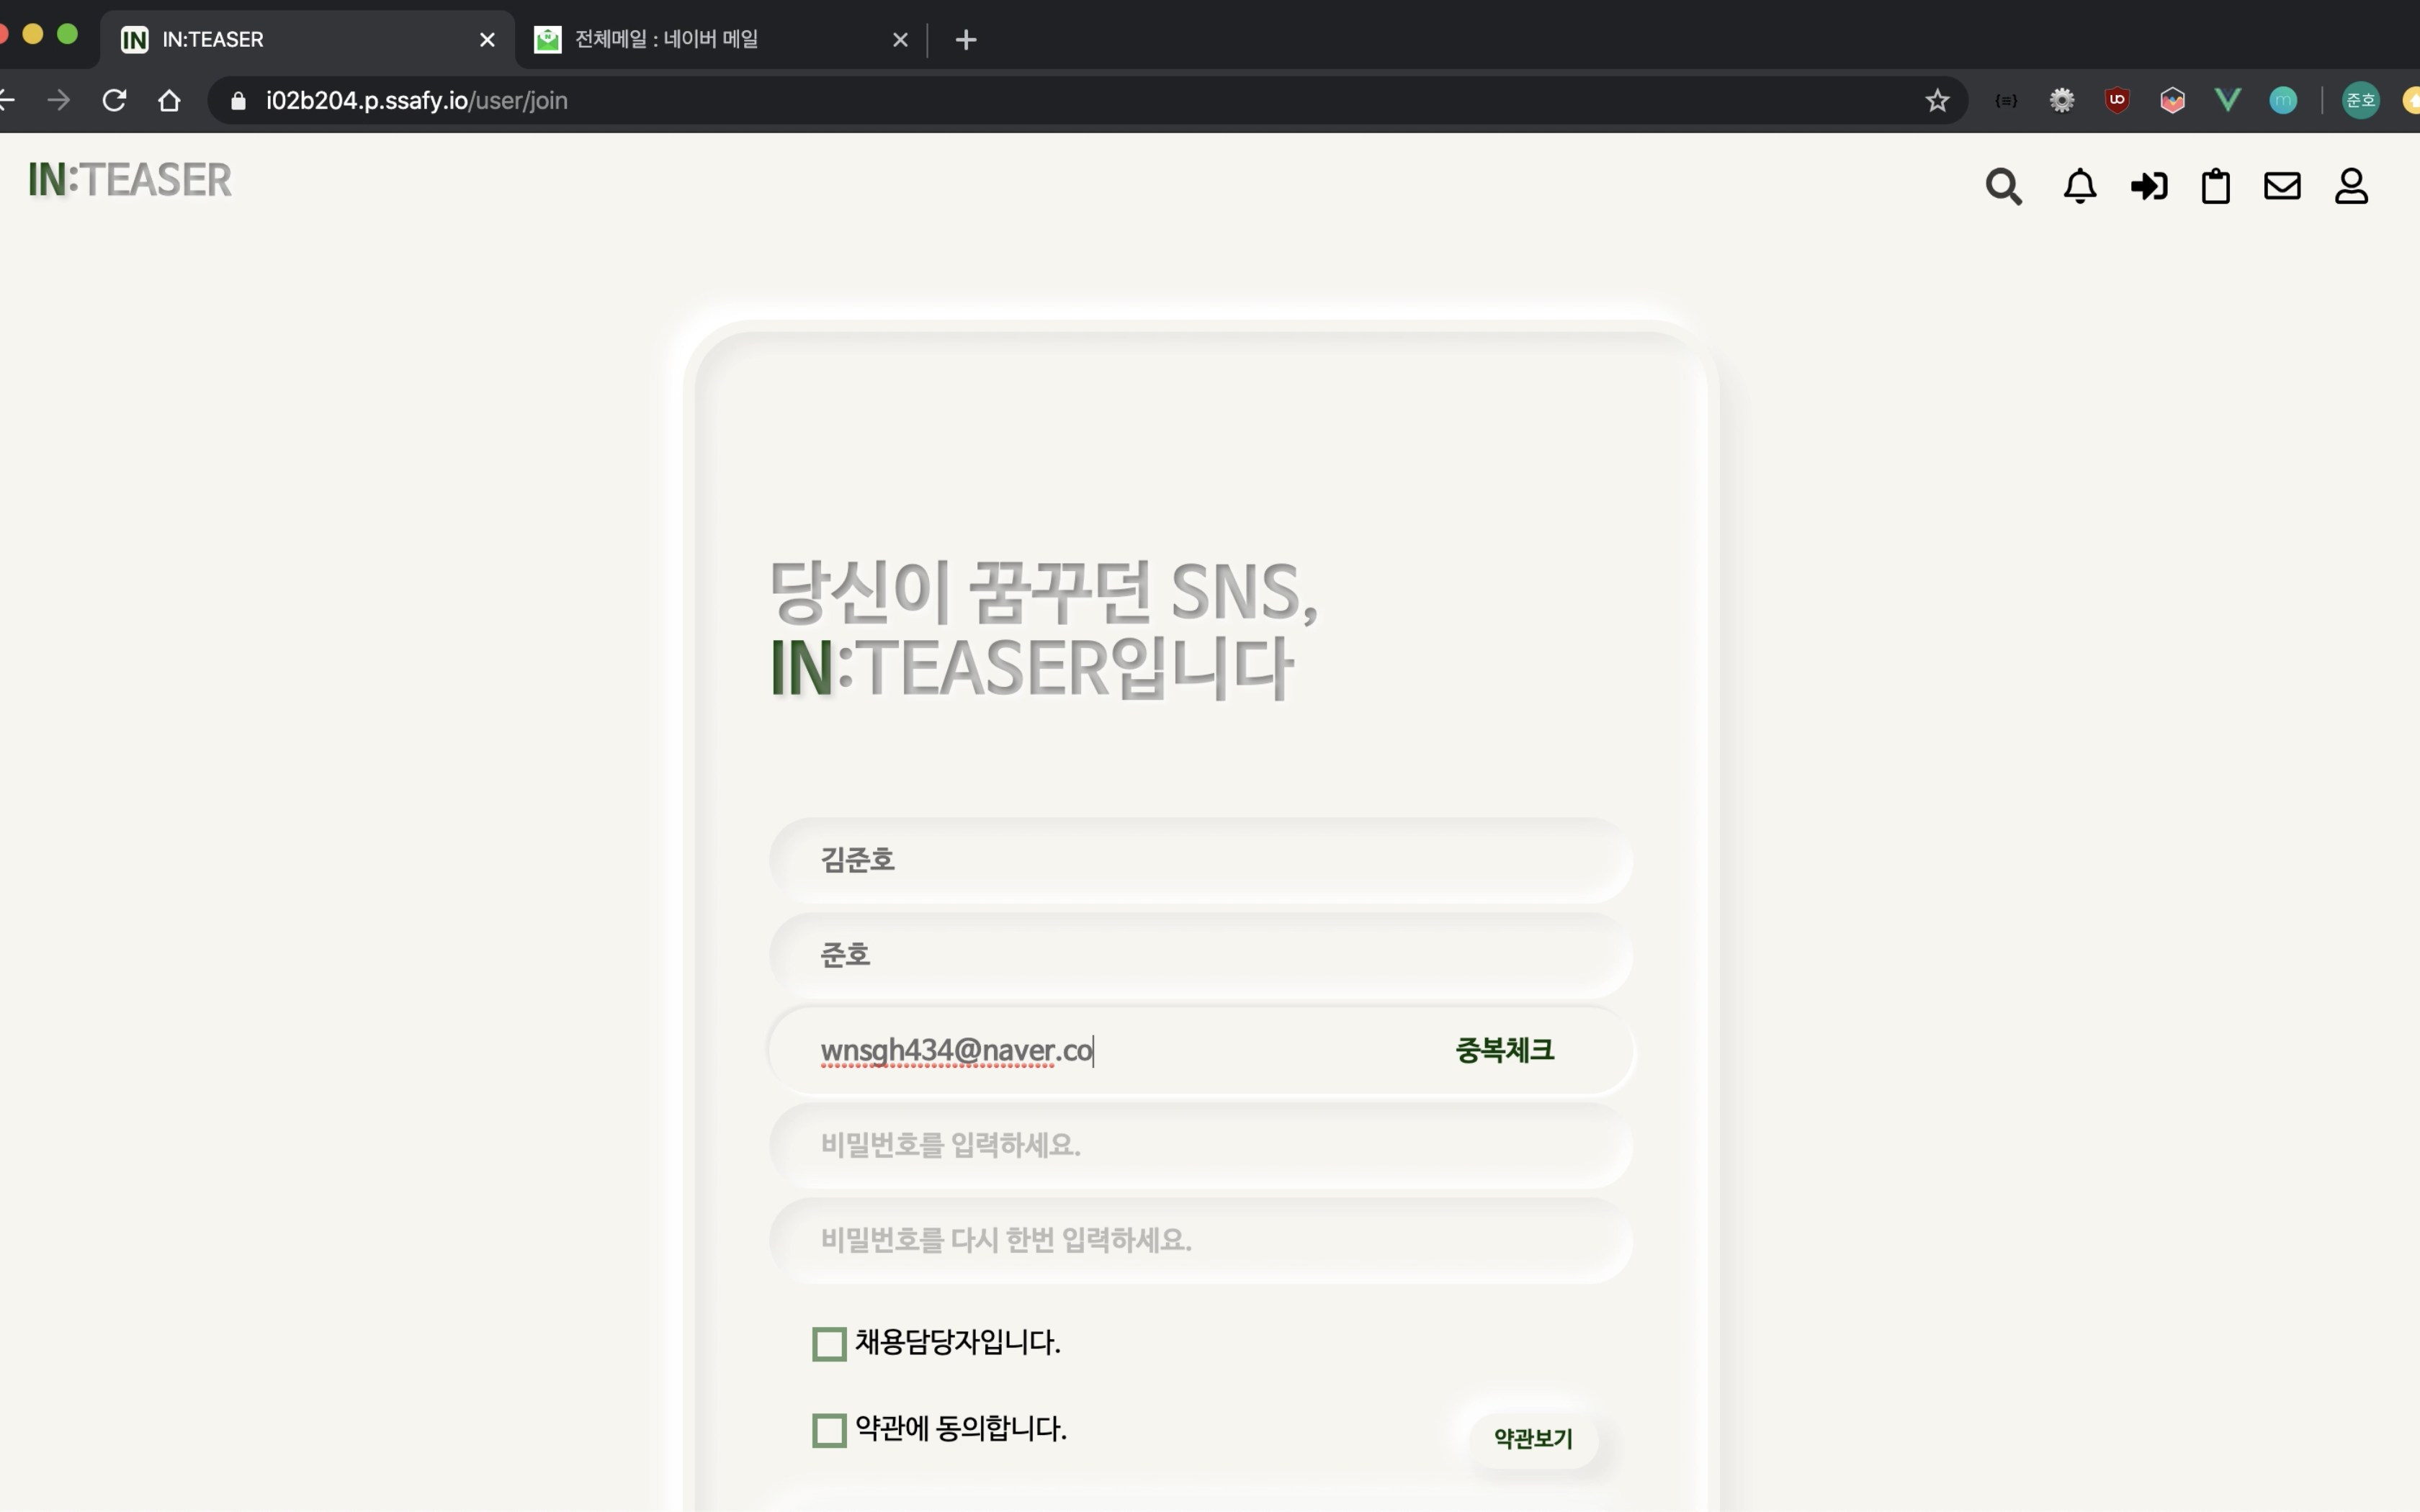 IN IN:TEASER
전체메일 : 네이버 메일
i02b204.p.ssafy.io/user/join
준호
IN:TEASER
당신이 꿈꾸던 SNS,
IN:TEASER입니다
김준호
준호
wnsgh434@naver.co
중복체크
비밀번호를 입력하세요.
비밀번호를 다시 한번 입력하세요.
채용담당자입니다.
약관에 동의합니다.
약관보기